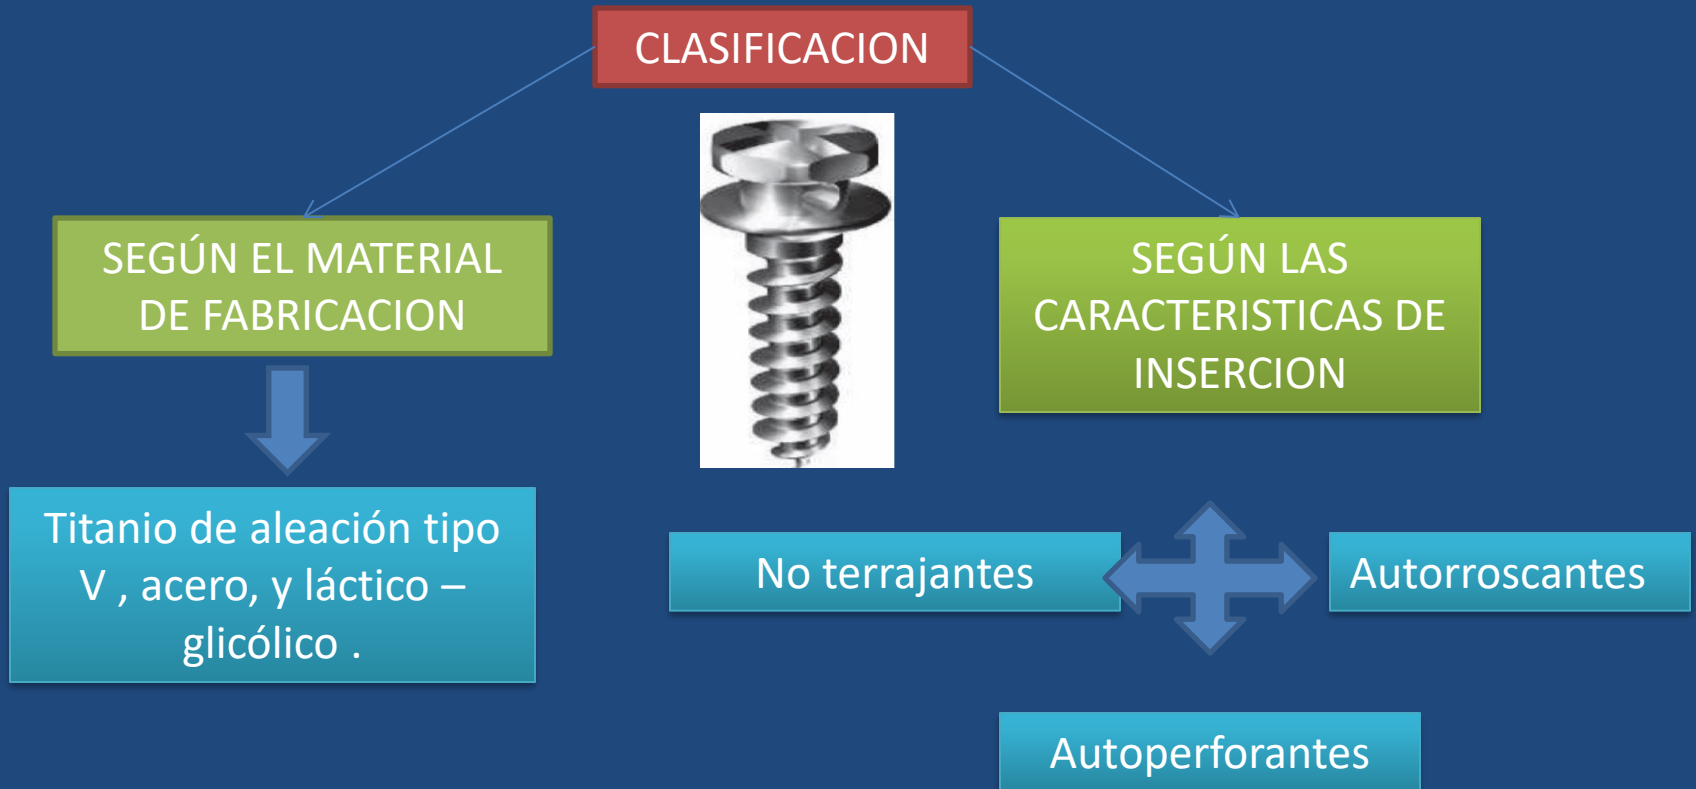 CLASIFICACION
SEGÚN EL MATERIAL
DE FABRICACION
Titanio de aleación tipo
V , acero, y láctico –
glicólico .
SEGÚN LAS
CARACTERISTICAS DE
INSERCION
No terrajantes
Autorroscantes
Autoperforantes